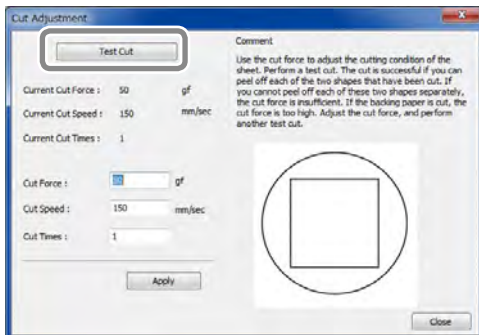 Cut Adjustment
Test Cut
Current Cut Force : 50 gf
Current Cut Speed : 150 mm/sec
Current Cut Times : 1
Cut Force : 50 gf
Cut Speed : 150 mm/sec
Cut Times : 1
Apply
Comment
Use the cut force to adjust the cutting condition of the
sheet. Perform a test cut. The cut is successful if you can
peel off each of the two shapes that have been cut. If
you cannot peel off each of these two shapes separately,
the cut force is insufficient. If the backing paper is cut, the
cut force is too high. Adjust the cut force, and perform
another test cut.
Close